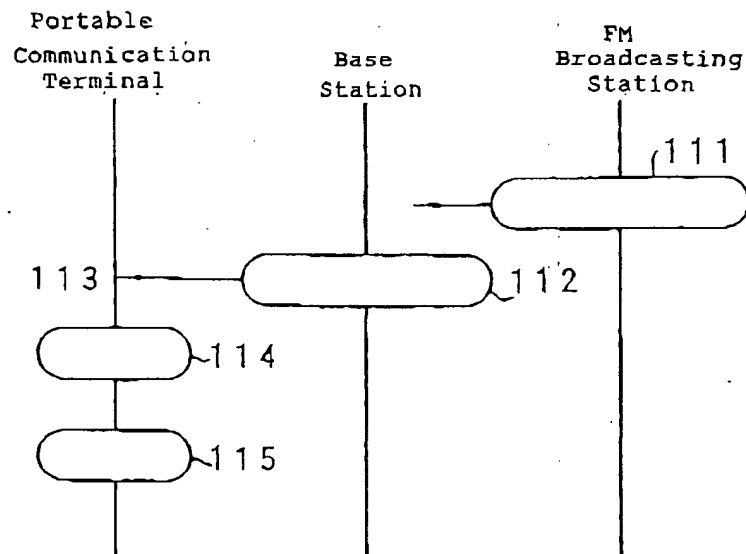 Portable
Communication
Terminal
Base
Station
FM
Broadcasting
Station
111
113
112
114
115